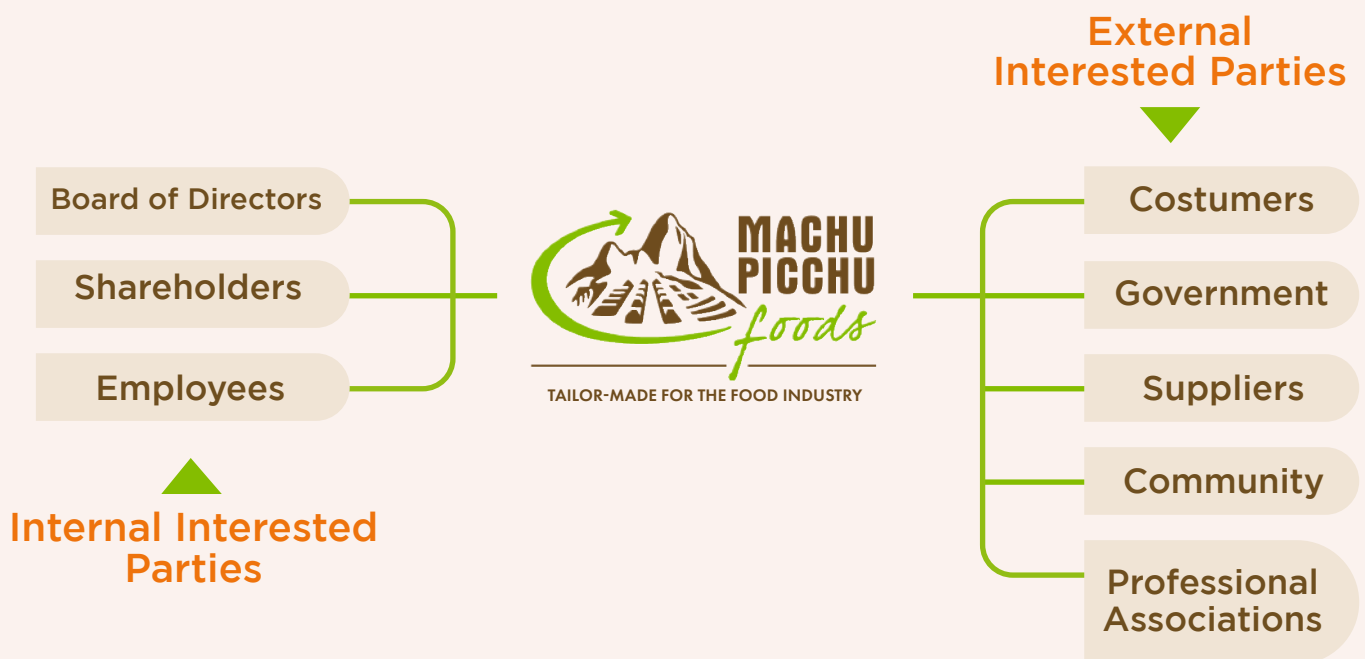 External
Interested Parties
Board of Directors
Shareholders
Employees
Internal Interested
Parties
MACHU
PICCHU
foods
TAILOR-MADE FOR THE FOOD INDUSTRY
Costumers
Government
Suppliers
Community
Professional
Associations